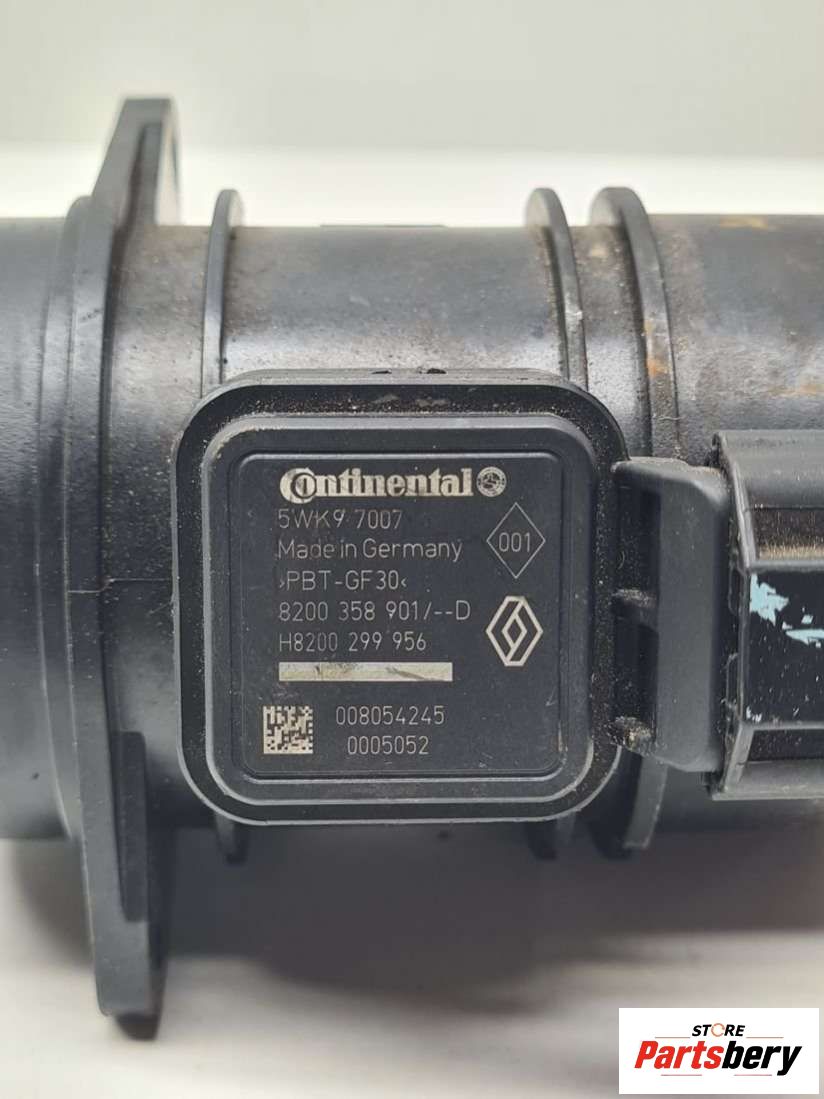 Continental
5WK9 7007
Made in Germany
001
>PBT-GF30<
8200 358 901/--D
H8200 299 956
008054245
0005052
STORE
Partsbery